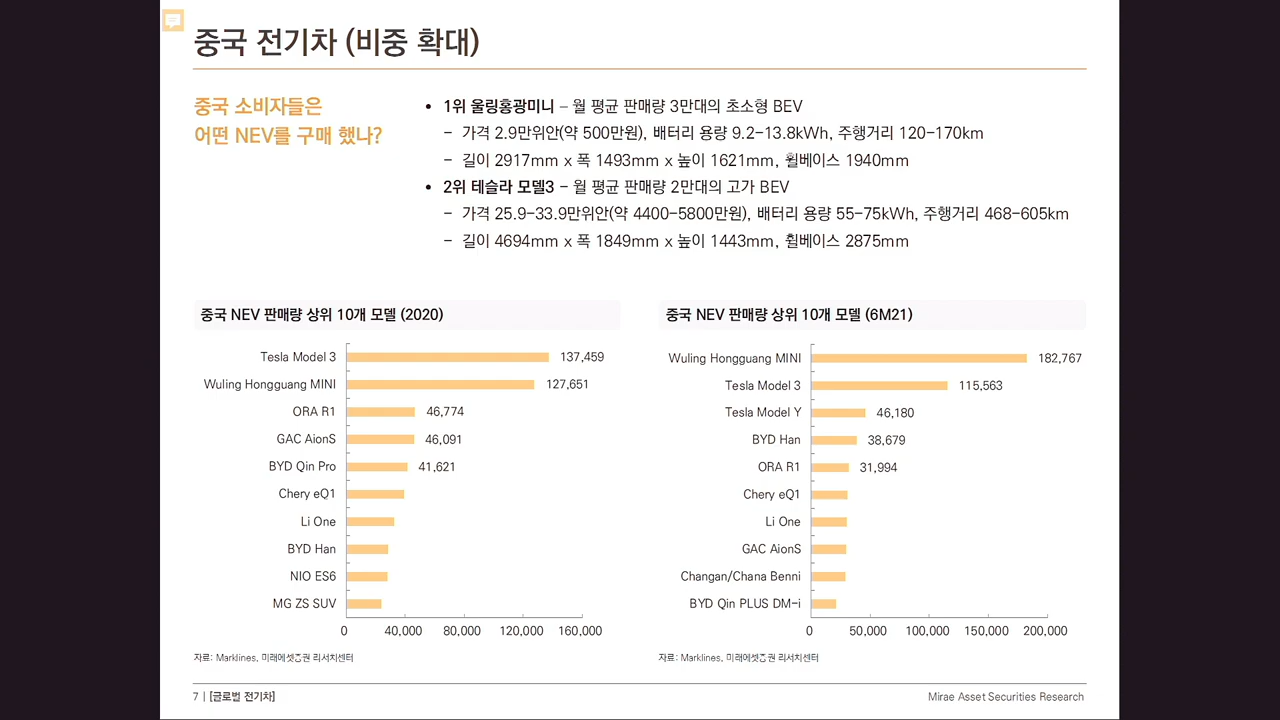 중국 전기차 (비중 확대)
중국 소비자들은
어떤 NEV를 구매 했나?
• 1위 울링홍광미니 – 월 평균 판매량 3만대의 초소형 BEV
– 가격 2.9만위안(약 500만원), 배터리 용량 9.2-13.8kWh, 주행거리 120-170km
– 길이 2917mm x 폭 1493mm x 높이 1621mm, 휠베이스 1940mm
• 2위 테슬라 모델3 – 월 평균 판매량 2만대의 고가 BEV
– 가격 25.9-33.9만위안(약 4400-5800만원), 배터리 용량 55-75kWh, 주행거리 468-605km
– 길이 4694mm x 폭 1849mm x 높이 1443mm, 휠베이스 2875mm
중국 NEV 판매량 상위 10개 모델 (2020)
Tesla Model 3 137,459
Wuling Hongguang MINI 127,651
ORA R1 46,774
GAC AionS 46,091
BYD Qin Pro 41,621
Chery eQ1
Li One
BYD Han
NIO ES6
MG ZS SUV
0 40,000 80,000 120,000 160,000
자료: Marklines, 미래에셋증권 리서치센터
중국 NEV 판매량 상위 10개 모델 (6M21)
Wuling Hongguang MINI 182,767
Tesla Model 3 115,563
Tesla Model Y 46,180
BYD Han 38,679
ORA R1 31,994
Chery eQ1
Li One
GAC AionS
Changan/Chana Benni
BYD Qin PLUS DM-i
0 50,000 100,000 150,000 200,000
자료: Marklines, 미래에셋증권 리서치센터
7 | [글로벌 전기차]
Mirae Asset Securities Research